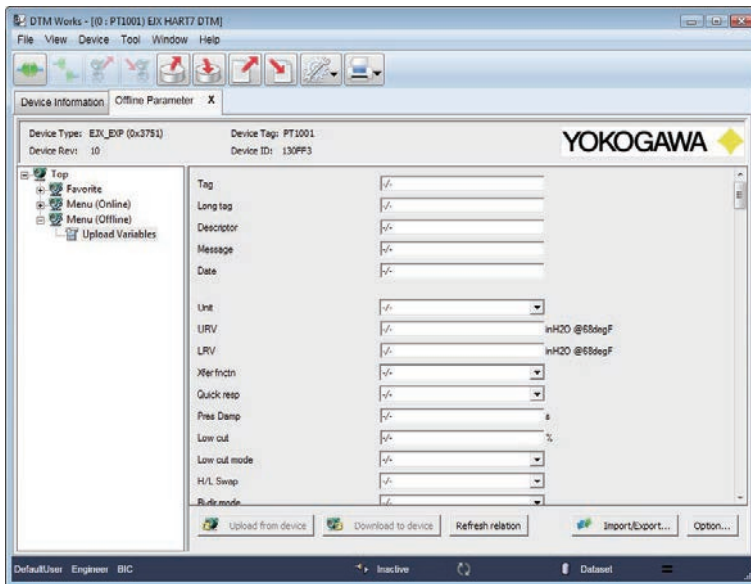 DTM Works - [(0 : PT1001) EJX HART7 DTM]
File View Device Tool Window Help
Device Information Offline Parameter X
Device Type: EJX_EXP (0x3751) Device Tag: PT1001
Device Rev: 10 Device ID: 130FF3
YOKOGAWA
Top
Favorite
Menu (Online)
Menu (Offline)
Upload Variables
Tag -/-
Long tag -/-
Descriptor -/-
Message -/-
Date -/-
Unit -/-
URV -/- inH2O @68degF
LRV -/- inH2O @68degF
Xfer fnctn -/-
Quick resp -/-
Pres Damp -/- s
Low cut -/- %
Low cut mode -/-
H/L Swap -/-
Bi-dir mode -/-
Upload from device Download to device Refresh relation Import/Export... Option...
DefaultUser Engineer BIC Inactive Dataset